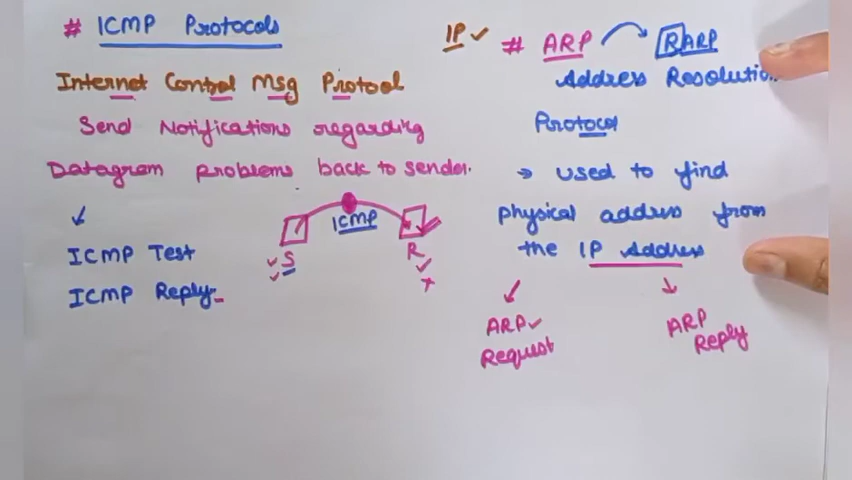 # ICMP Protocols
Internet Control Msg Protocol
Send Notifications regarding
Datagram problems back to sender.
ICMP Test
ICMP Reply
ICMP
S
R
IP
# ARP RARP
Address Resolution
Protocol
→ used to find
physical address from
the IP Address
ARP
Request
ARP
Reply